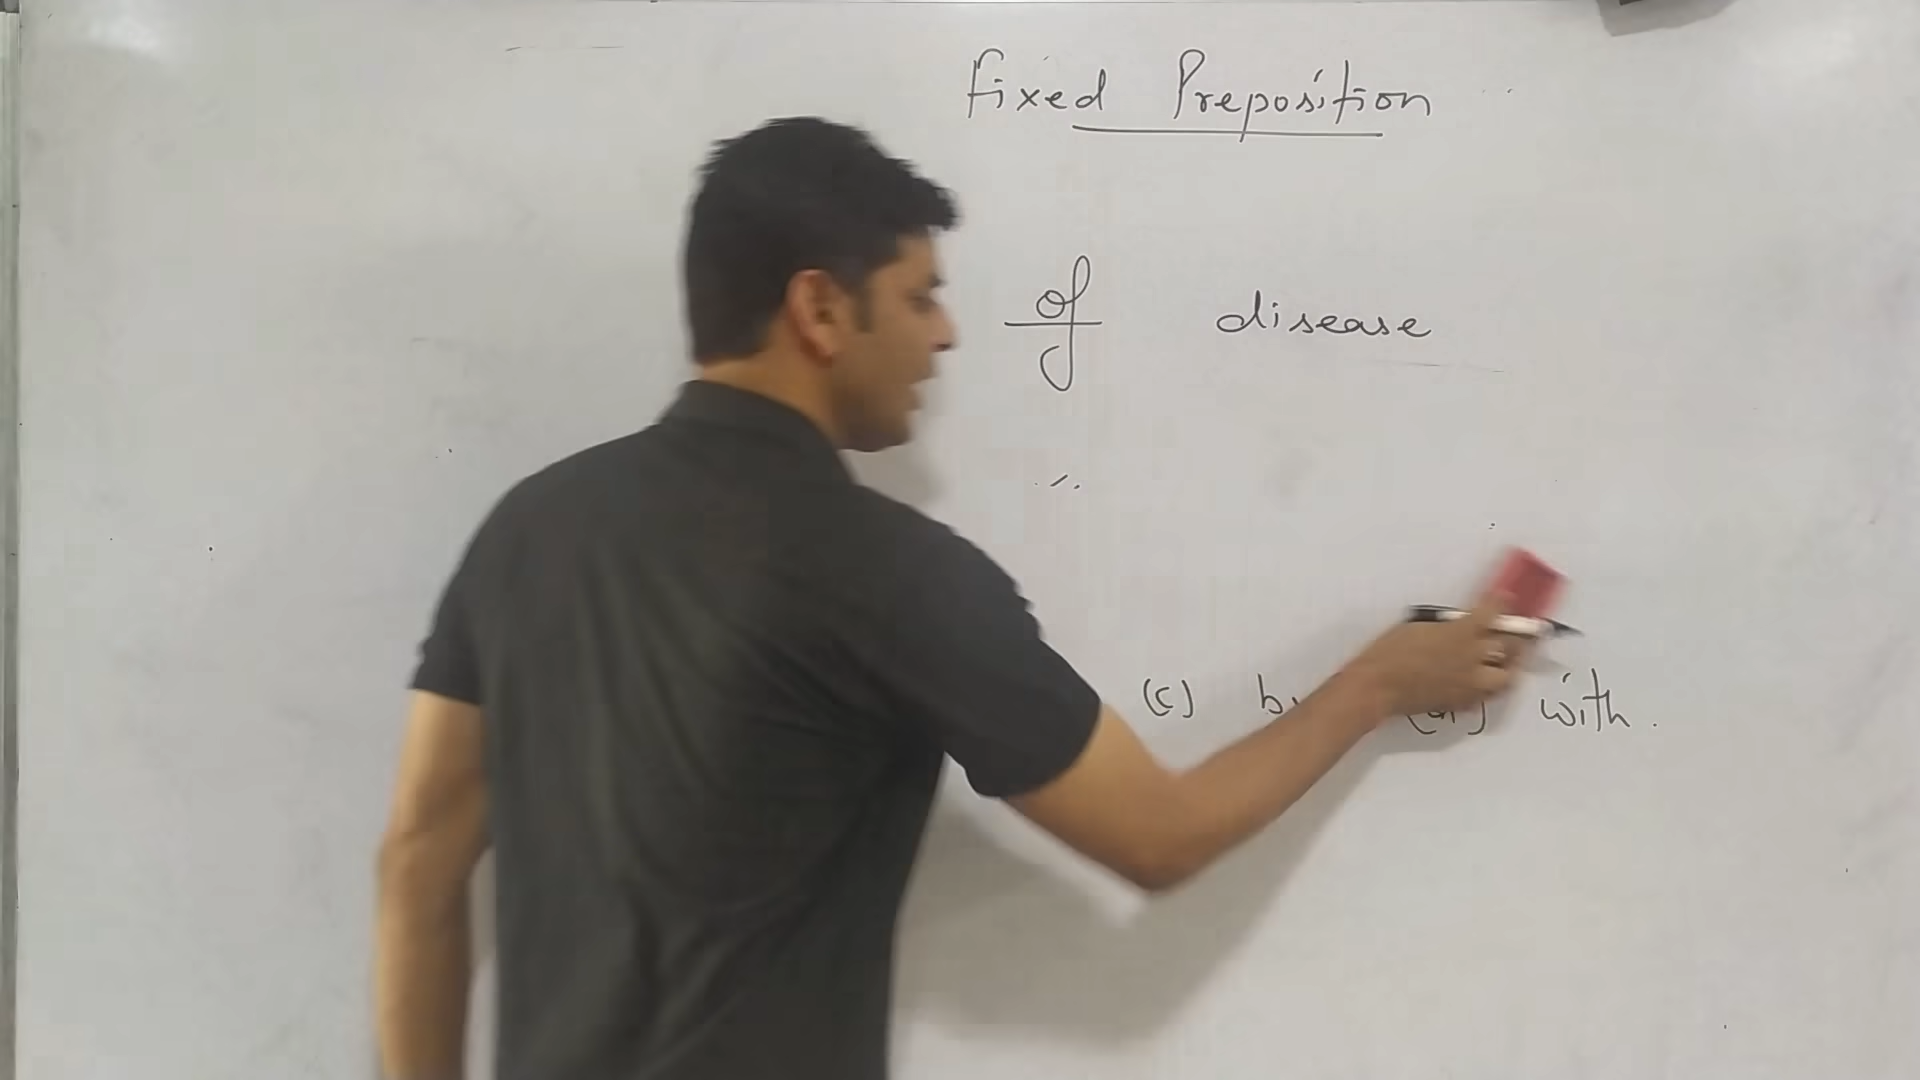 Fixed Preposition
of disease
(c) with.